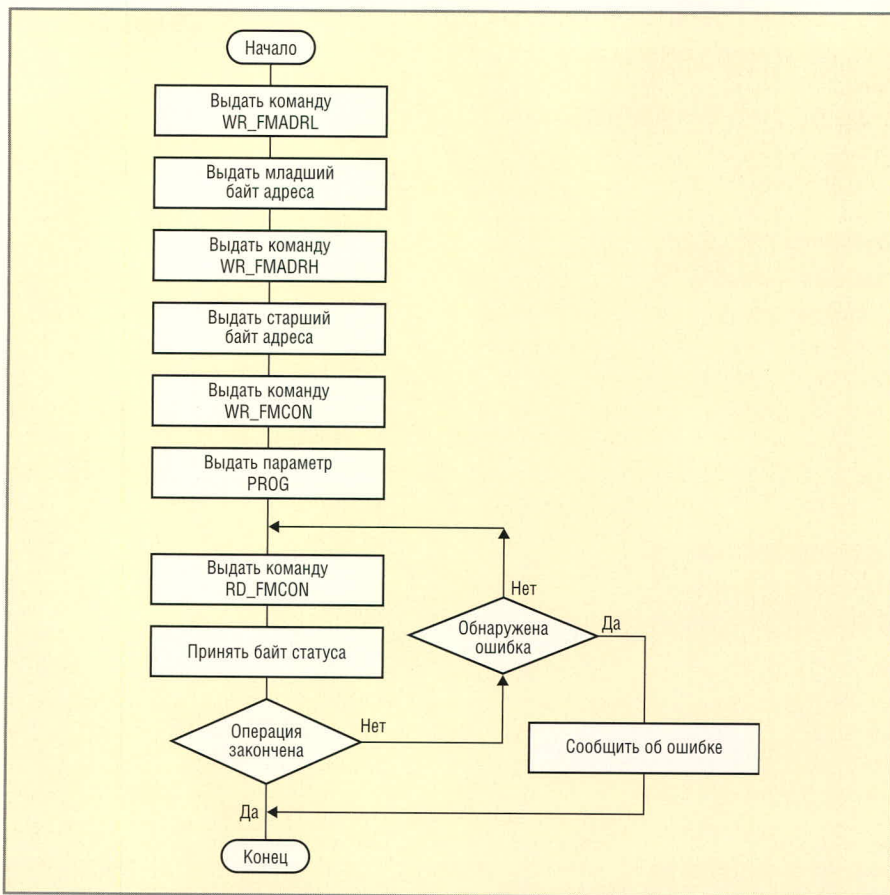 Начало
Выдать команду
WR_FMADRL
Выдать младший
байт адреса
Выдать команду
WR_FMADRH
Выдать старший
байт адреса
Выдать команду
WR_FMCON
Выдать параметр
PROG
Выдать команду
RD_FMCON
Принять байт статуса
Операция
закончена
Нет
Обнаружена
ошибка
Нет
Да
Сообщить об ошибке
Да
Конец